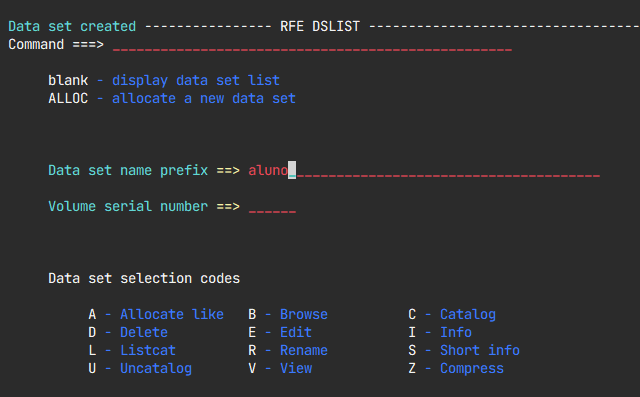 Data set created ---------------- RFE DSLIST ----------------------------------
Command ===> __________________________________________________
blank - display data set list
ALLOC - allocate a new data set
Data set name prefix ==> aluno_______________________________________
Volume serial number ==> ______
Data set selection codes
A - Allocate like B - Browse C - Catalog
D - Delete E - Edit I - Info
L - Listcat R - Rename S - Short info
U - Uncatalog V - View Z - Compress